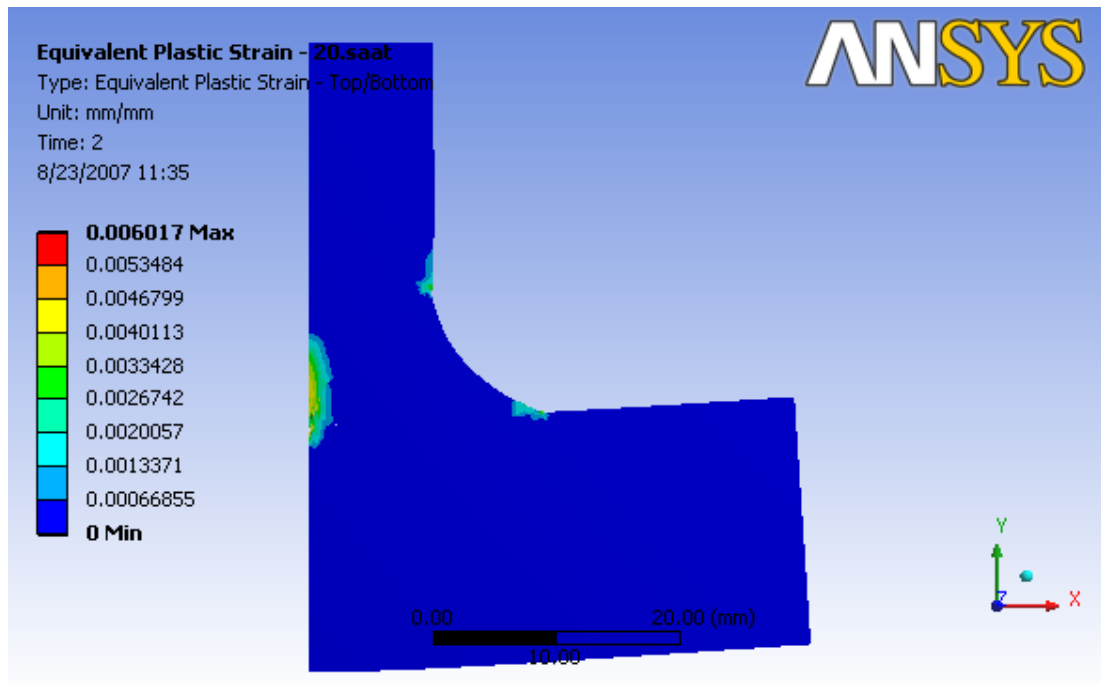 Equivalent Plastic Strain - 20.saat
Type: Equivalent Plastic Strain - Top/Bottom
Unit: mm/mm
Time: 2
8/23/2007 11:35
ANSYS
0.006017 Max
0.0053484
0.0046799
0.0040113
0.0033428
0.0026742
0.0020057
0.0013371
0.00066855
0 Min
0.00
20.00 (mm)
10.00
Y
Z
X